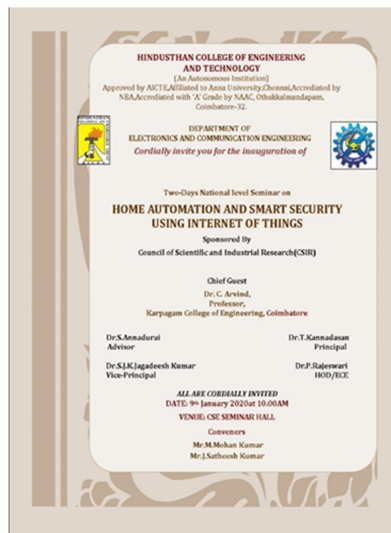 HINDUSTHAN COLLEGE OF ENGINEERING
AND TECHNOLOGY
(An Autonomous Institution)
Approved by AICTE,Affiliated to Anna University,Chennai,Accrediated by
NBA,Accrediated with 'A' Grade by NAAC, Othakkalmandapam,
Coimbatore-32.
DEPARTMENT OF
ELECTRONICS AND COMMUNICATION ENGINEERING
Cordially invite you for the inauguration of
Two-Days National level Seminar on
HOME AUTOMATION AND SMART SECURITY
USING INTERNET OF THINGS
Sponsored By
Council of Scientific and Industrial Research(CSIR)
Chief Guest
Dr. C. Arvind,
Professor,
Karpagam College of Engineering, Coimbatore
Dr.S.Annadurai Dr.T.Kannadasan
Advisor Principal
Dr.S.J.K.Jagadeesh Kumar Dr.P.Rajeswari
Vice-Principal HOD/ECE
ALL ARE CORDIALLY INVITED
DATE: 9th January 2020at 10.00AM
VENUE: CSE SEMINAR HALL
Conveners
Mr.M.Mohan Kumar
Mr.J.Satheesh Kumar